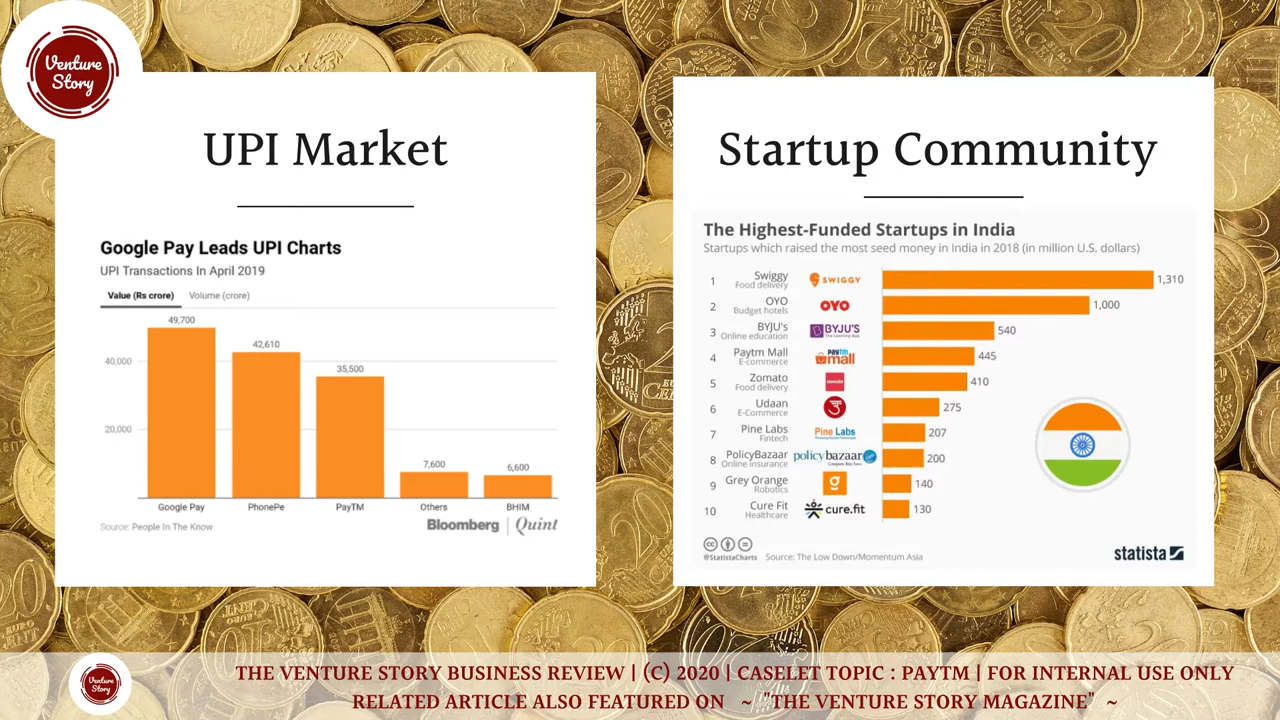 Venture
Story
UPI Market
Google Pay Leads UPI Charts
UPI Transactions In April 2019
Value (Rs crore) Volume (crore)
49,700
42,610
35,500
7,600
6,600
40,000
20,000
Google Pay PhonePe PayTM Others BHIM
Source: People In The Know
Bloomberg | Quint
Startup Community
The Highest-Funded Startups in India
Startups which raised the most seed money in India in 2018 (in million U.S. dollars)
1 Swiggy SWIGGY 1,310
Food delivery
2 OYO OYO 1,000
Budget hotels
3 BYJU's BYJU'S 540
Online education The Learning App
4 Paytm Mall paytm mall 445
E-commerce
5 Zomato zomato 410
Food delivery
6 Udaan 275
E-Commerce
7 Pine Labs Pine Labs 207
Fintech
8 PolicyBazaar policybazaar 200
Online insurance
9 Grey Orange g 140
Robotics
10 Cure Fit cure.fit 130
Healthcare
@StatistaCharts Source: The Low Down/Momentum Asia
statista
Venture
Story
THE VENTURE STORY BUSINESS REVIEW | (C) 2020 | CASELET TOPIC : PAYTM | FOR INTERNAL USE ONLY
RELATED ARTICLE ALSO FEATURED ON ~ "THE VENTURE STORY MAGAZINE" ~